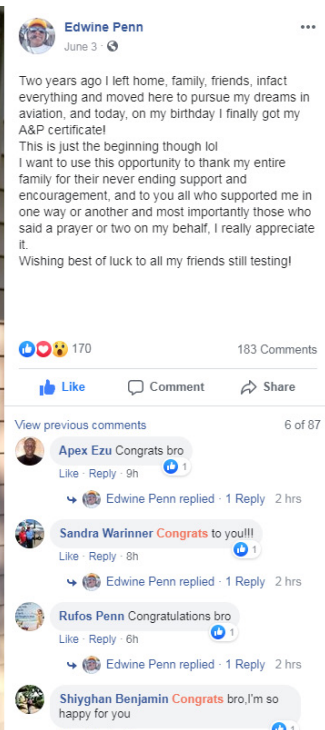 Edwine Penn
June 3 ·
Two years ago I left home, family, friends, infact
everything and moved here to pursue my dreams in
aviation, and today, on my birthday I finally got my
A&P certificate!
This is just the beginning though lol
I want to use this opportunity to thank my entire
family for their never ending support and
encouragement, and to you all who supported me in
one way or another and most importantly those who
said a prayer or two on my behalf, I really appreciate
it.
Wishing best of luck to all my friends still testing!
170 183 Comments
Like Comment Share
View previous comments 6 of 87
Apex Ezu Congrats bro
1
Like · Reply · 9h
Edwine Penn replied · 1 Reply 2 hrs
Sandra Warinner Congrats to you!!!
1
Like · Reply · 8h
Edwine Penn replied · 1 Reply 2 hrs
Rufos Penn Congratulations bro
1
Like · Reply · 6h
Edwine Penn replied · 1 Reply 2 hrs
Shiyghan Benjamin Congrats bro,I'm so
happy for you
1